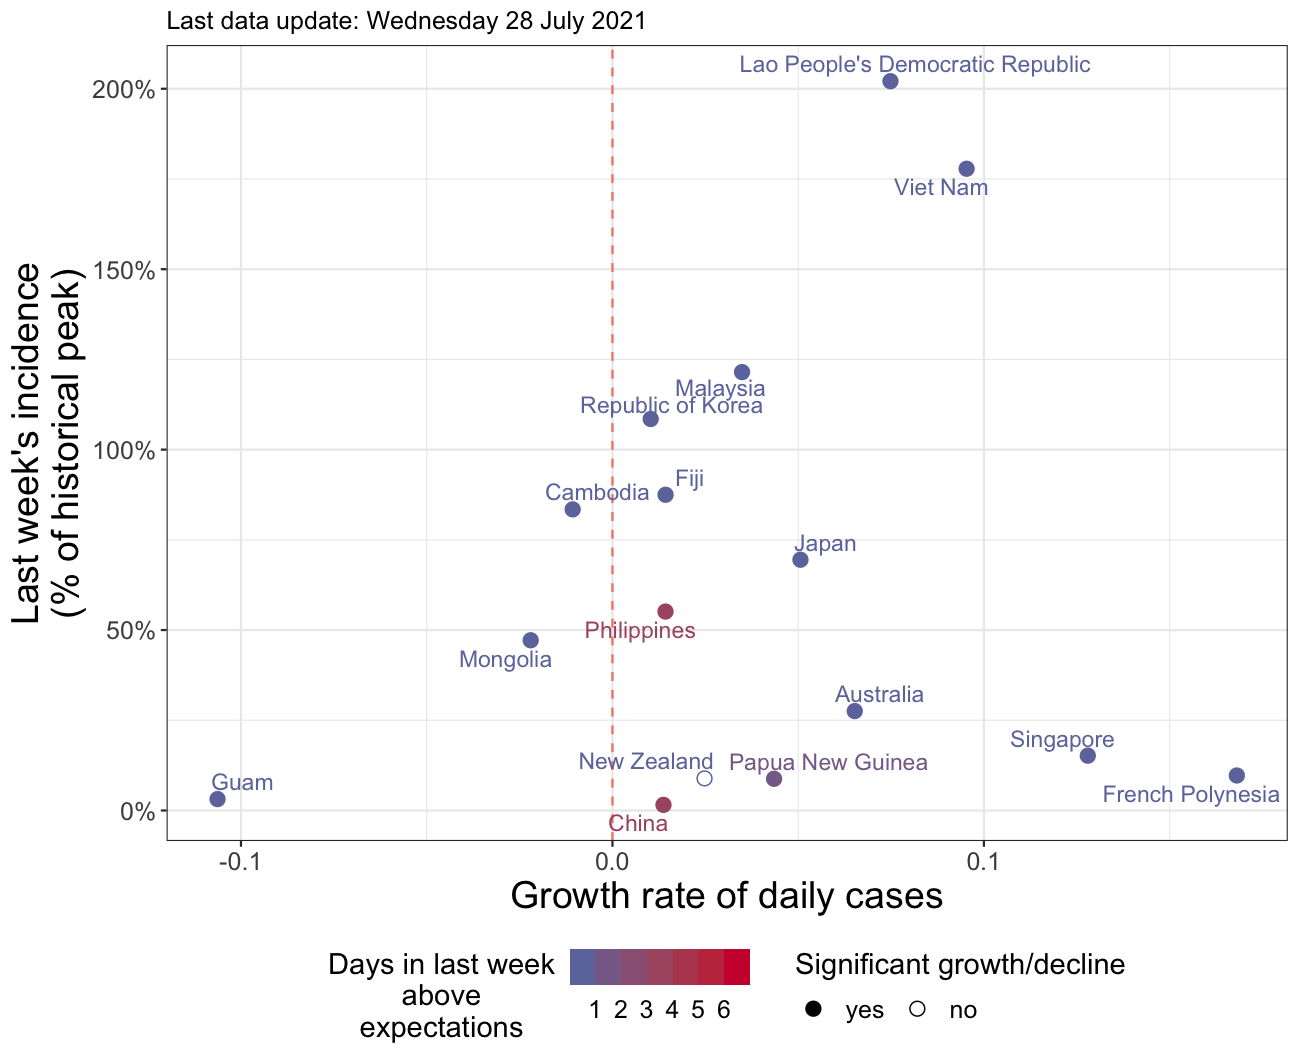 Last data update: Wednesday 28 July 2021
Last week's incidence
(% of historical peak)
200%
150%
100%
50%
0%
Lao People's Democratic Republic
Viet Nam
Malaysia
Republic of Korea
Fiji
Cambodia
Japan
Philippines
Mongolia
Australia
Singapore
New Zealand
Papua New Guinea
Guam
French Polynesia
China
-0.1
0.0
0.1
Growth rate of daily cases
Days in last week
above
expectations
1 2 3 4 5 6
Significant growth/decline
yes no